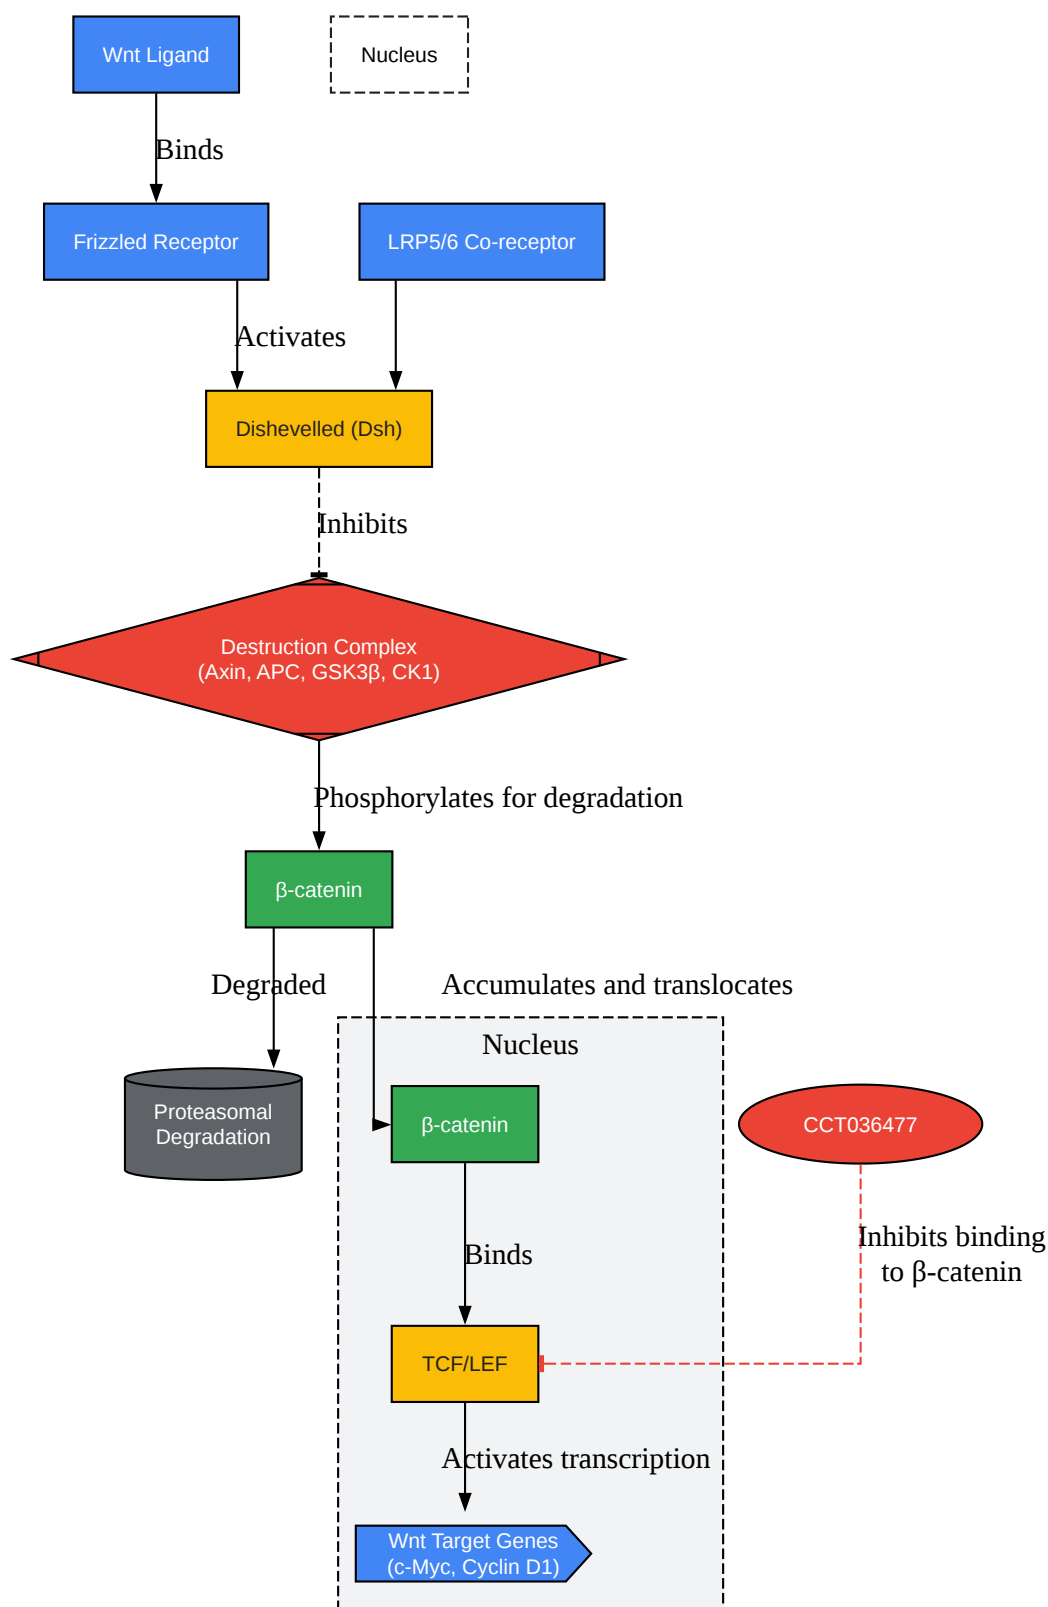 Wnt Ligand
Nucleus
Binds
Frizzled Receptor
LRP5/6 Co-receptor
Activates
Dishevelled (Dsh)
Inhibits
Destruction Complex
(Axin, APC, GSK3β, CK1)
Phosphorylates for degradation
β-catenin
Degraded
Accumulates and translocates
Nucleus
Proteasomal
Degradation
β-catenin
CCT036477
Inhibits binding
to β-catenin
Binds
TCF/LEF
Activates transcription
Wnt Target Genes
(c-Myc, Cyclin D1)